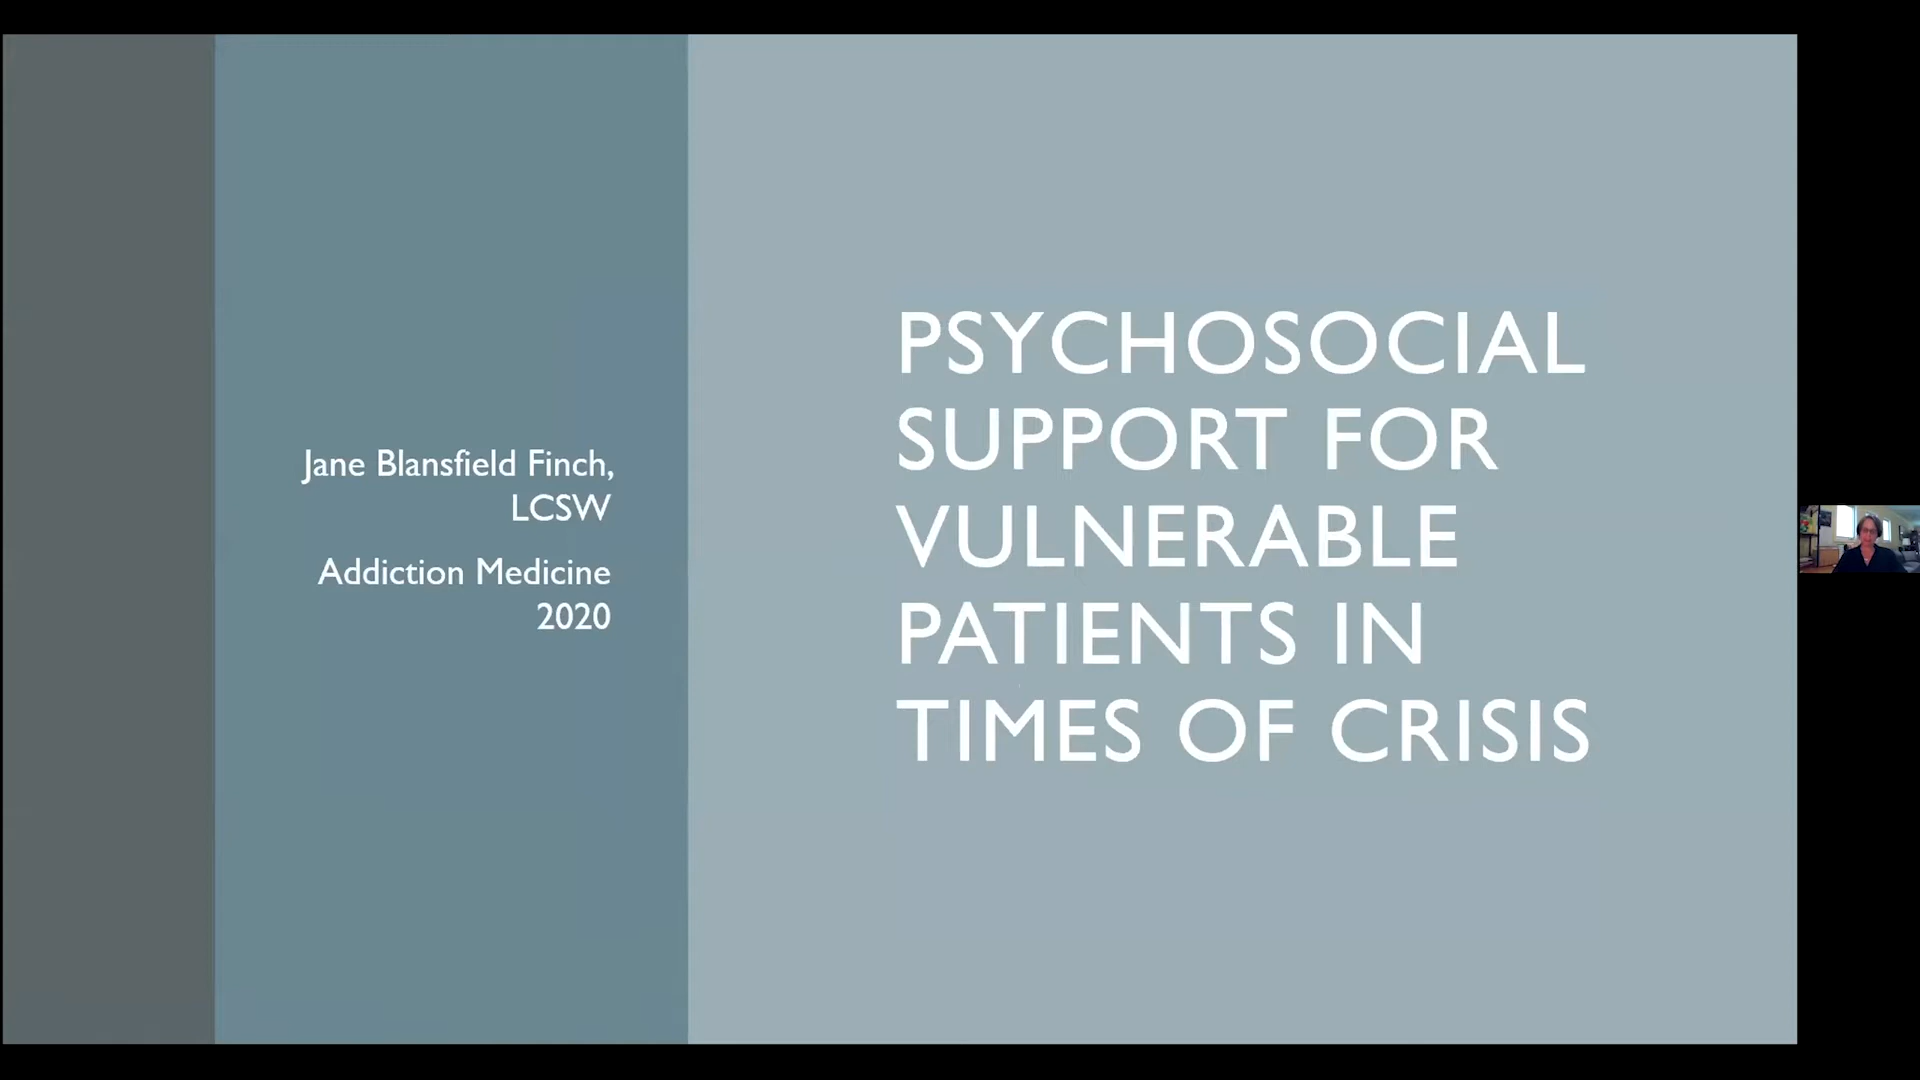 Jane Blansfield Finch,
LCSW
Addiction Medicine
2020
PSYCHOSOCIAL
SUPPORT FOR
VULNERABLE
PATIENTS IN
TIMES OF CRISIS